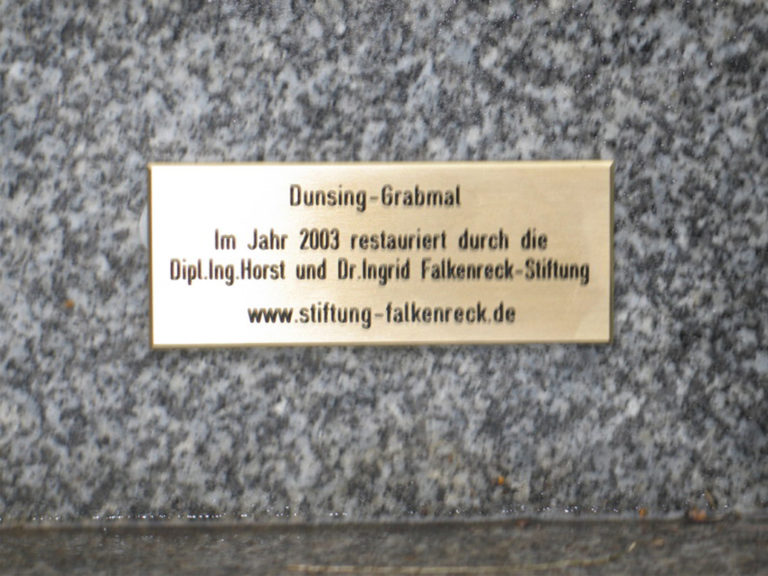 Dunsing-Grabmal
Im Jahr 2003 restauriert durch die
Dipl.Ing.Horst und Dr.Ingrid Falkenreck-Stiftung
www.stiftung-falkenreck.de